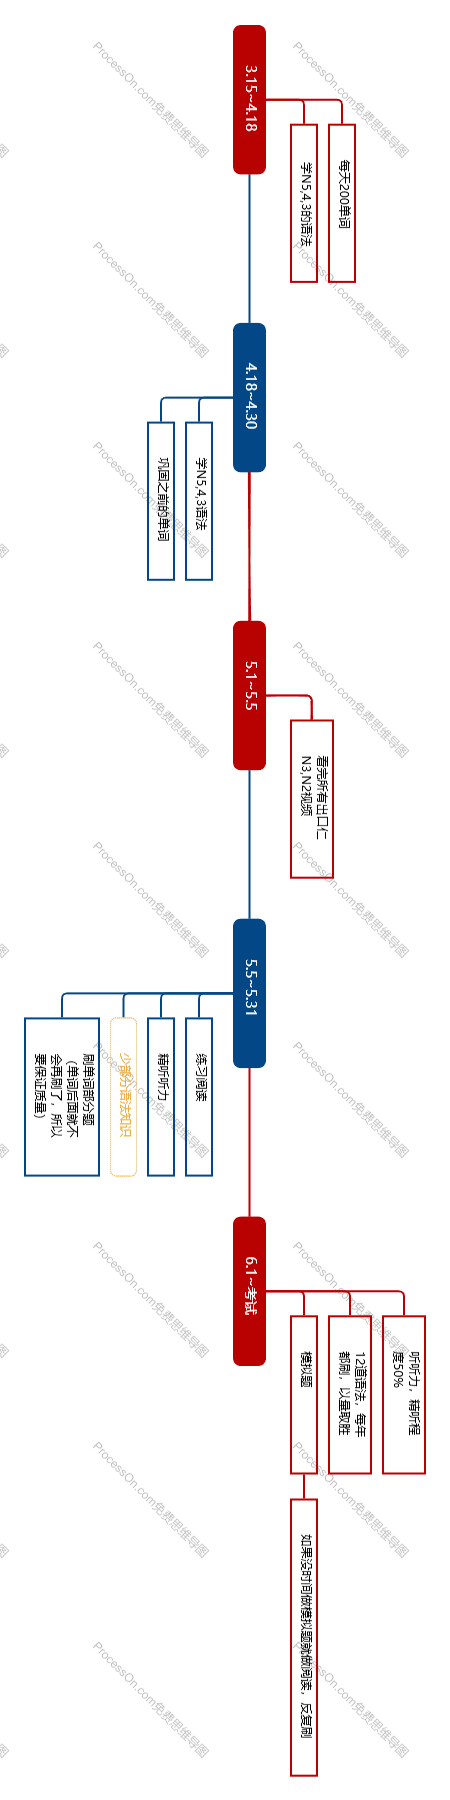 3.15~4.18
每天200单词
学N5,4,3的语法
4.18~4.30
学N5,4,3语法
巩固之前的单词
5.1~5.5
看完所有出口仁
N3,N2视频
5.5~5.31
练习阅读
精听听力
少部分语法知识
刷单词部分题
（单词后面就不
会再刷了，所以
要保证质量）
6.1~考试
听听力，精听程
度50%
12道语法，每年
都刷，以量取胜
模拟题
如果没时间做模拟题就做阅读，反复刷
ProcessOn.com免费思维导图